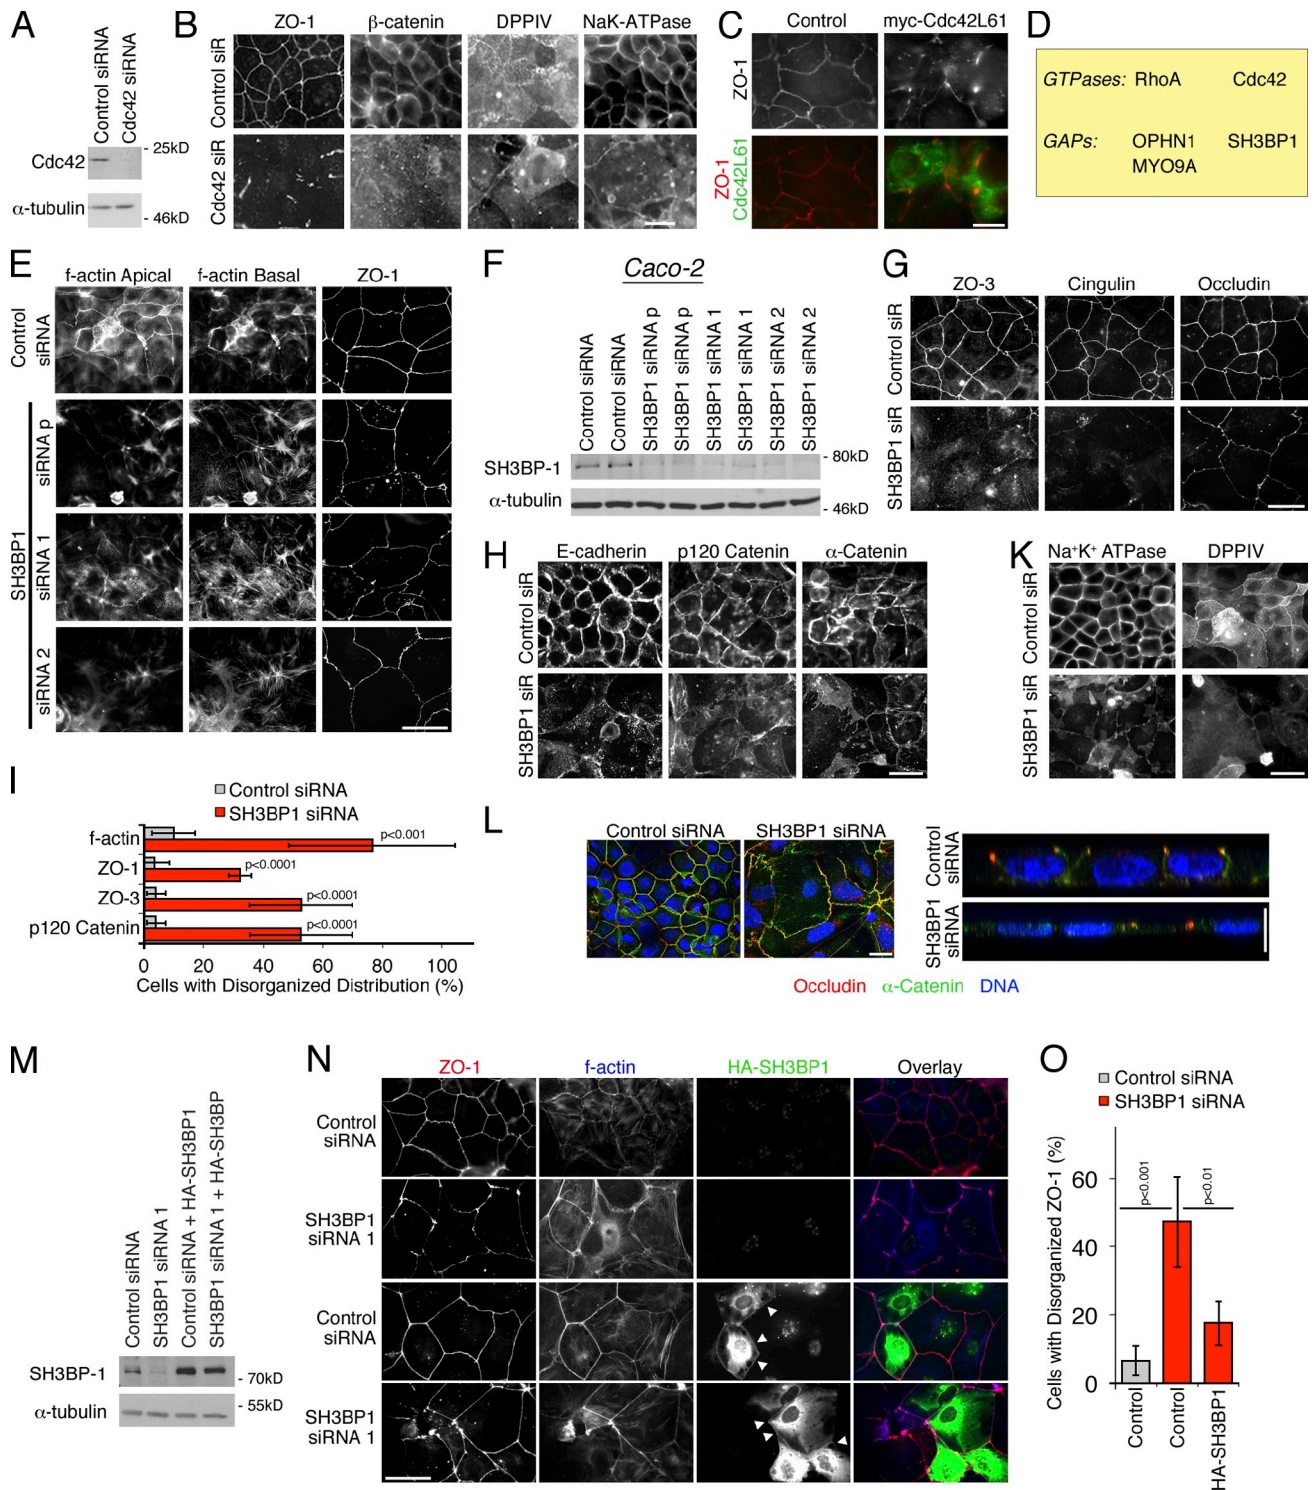 A
Control siRNA
Cdc42 siRNA
Cdc42
α-tubulin
- 25kD
- 46kD
B
ZO-1
β-catenin
DPPIV
NaK-ATPase
Control siR
Cdc42 siR
C
Control
myc-Cdc42L61
ZO-1
ZO-1
Cdc42L61
D
GTPases: RhoA Cdc42
GAPs: OPHN1 SH3BP1
MYO9A
E
f-actin Apical
f-actin Basal
ZO-1
Control
siRNA
SH3BP1
siRNA p
siRNA 1
siRNA 2
F
Caco-2
Control siRNA
Control siRNA
SH3BP1 siRNA p
SH3BP1 siRNA p
SH3BP1 siRNA 1
SH3BP1 siRNA 1
SH3BP1 siRNA 2
SH3BP1 siRNA 2
SH3BP-1
α-tubulin
- 80kD
- 46kD
G
ZO-3
Cingulin
Occludin
Control siR
SH3BP1 siR
H
E-cadherin
p120 Catenin
α-Catenin
Control siR
SH3BP1 siR
K
Na+K+ ATPase
DPPIV
Control siR
SH3BP1 siR
I
Control siRNA
SH3BP1 siRNA
f-actin
ZO-1
ZO-3
p120 Catenin
p<0.001
p<0.0001
p<0.0001
p<0.0001
0 20 40 60 80 100
Cells with Disorganized Distribution (%)
L
Control siRNA
SH3BP1 siRNA
Control
siRNA
SH3BP1
siRNA
Occludin α-Catenin DNA
M
Control siRNA
SH3BP1 siRNA 1
Control siRNA + HA-SH3BP1
SH3BP1 siRNA 1 + HA-SH3BP
SH3BP-1
α-tubulin
- 70kD
- 55kD
N
ZO-1
f-actin
HA-SH3BP1
Overlay
Control
siRNA
SH3BP1
siRNA 1
Control
siRNA
SH3BP1
siRNA 1
O
Control siRNA
SH3BP1 siRNA
Cells with Disorganized ZO-1 (%)
60
40
20
0
p<0.001
p<0.01
Control
Control
HA-SH3BP1